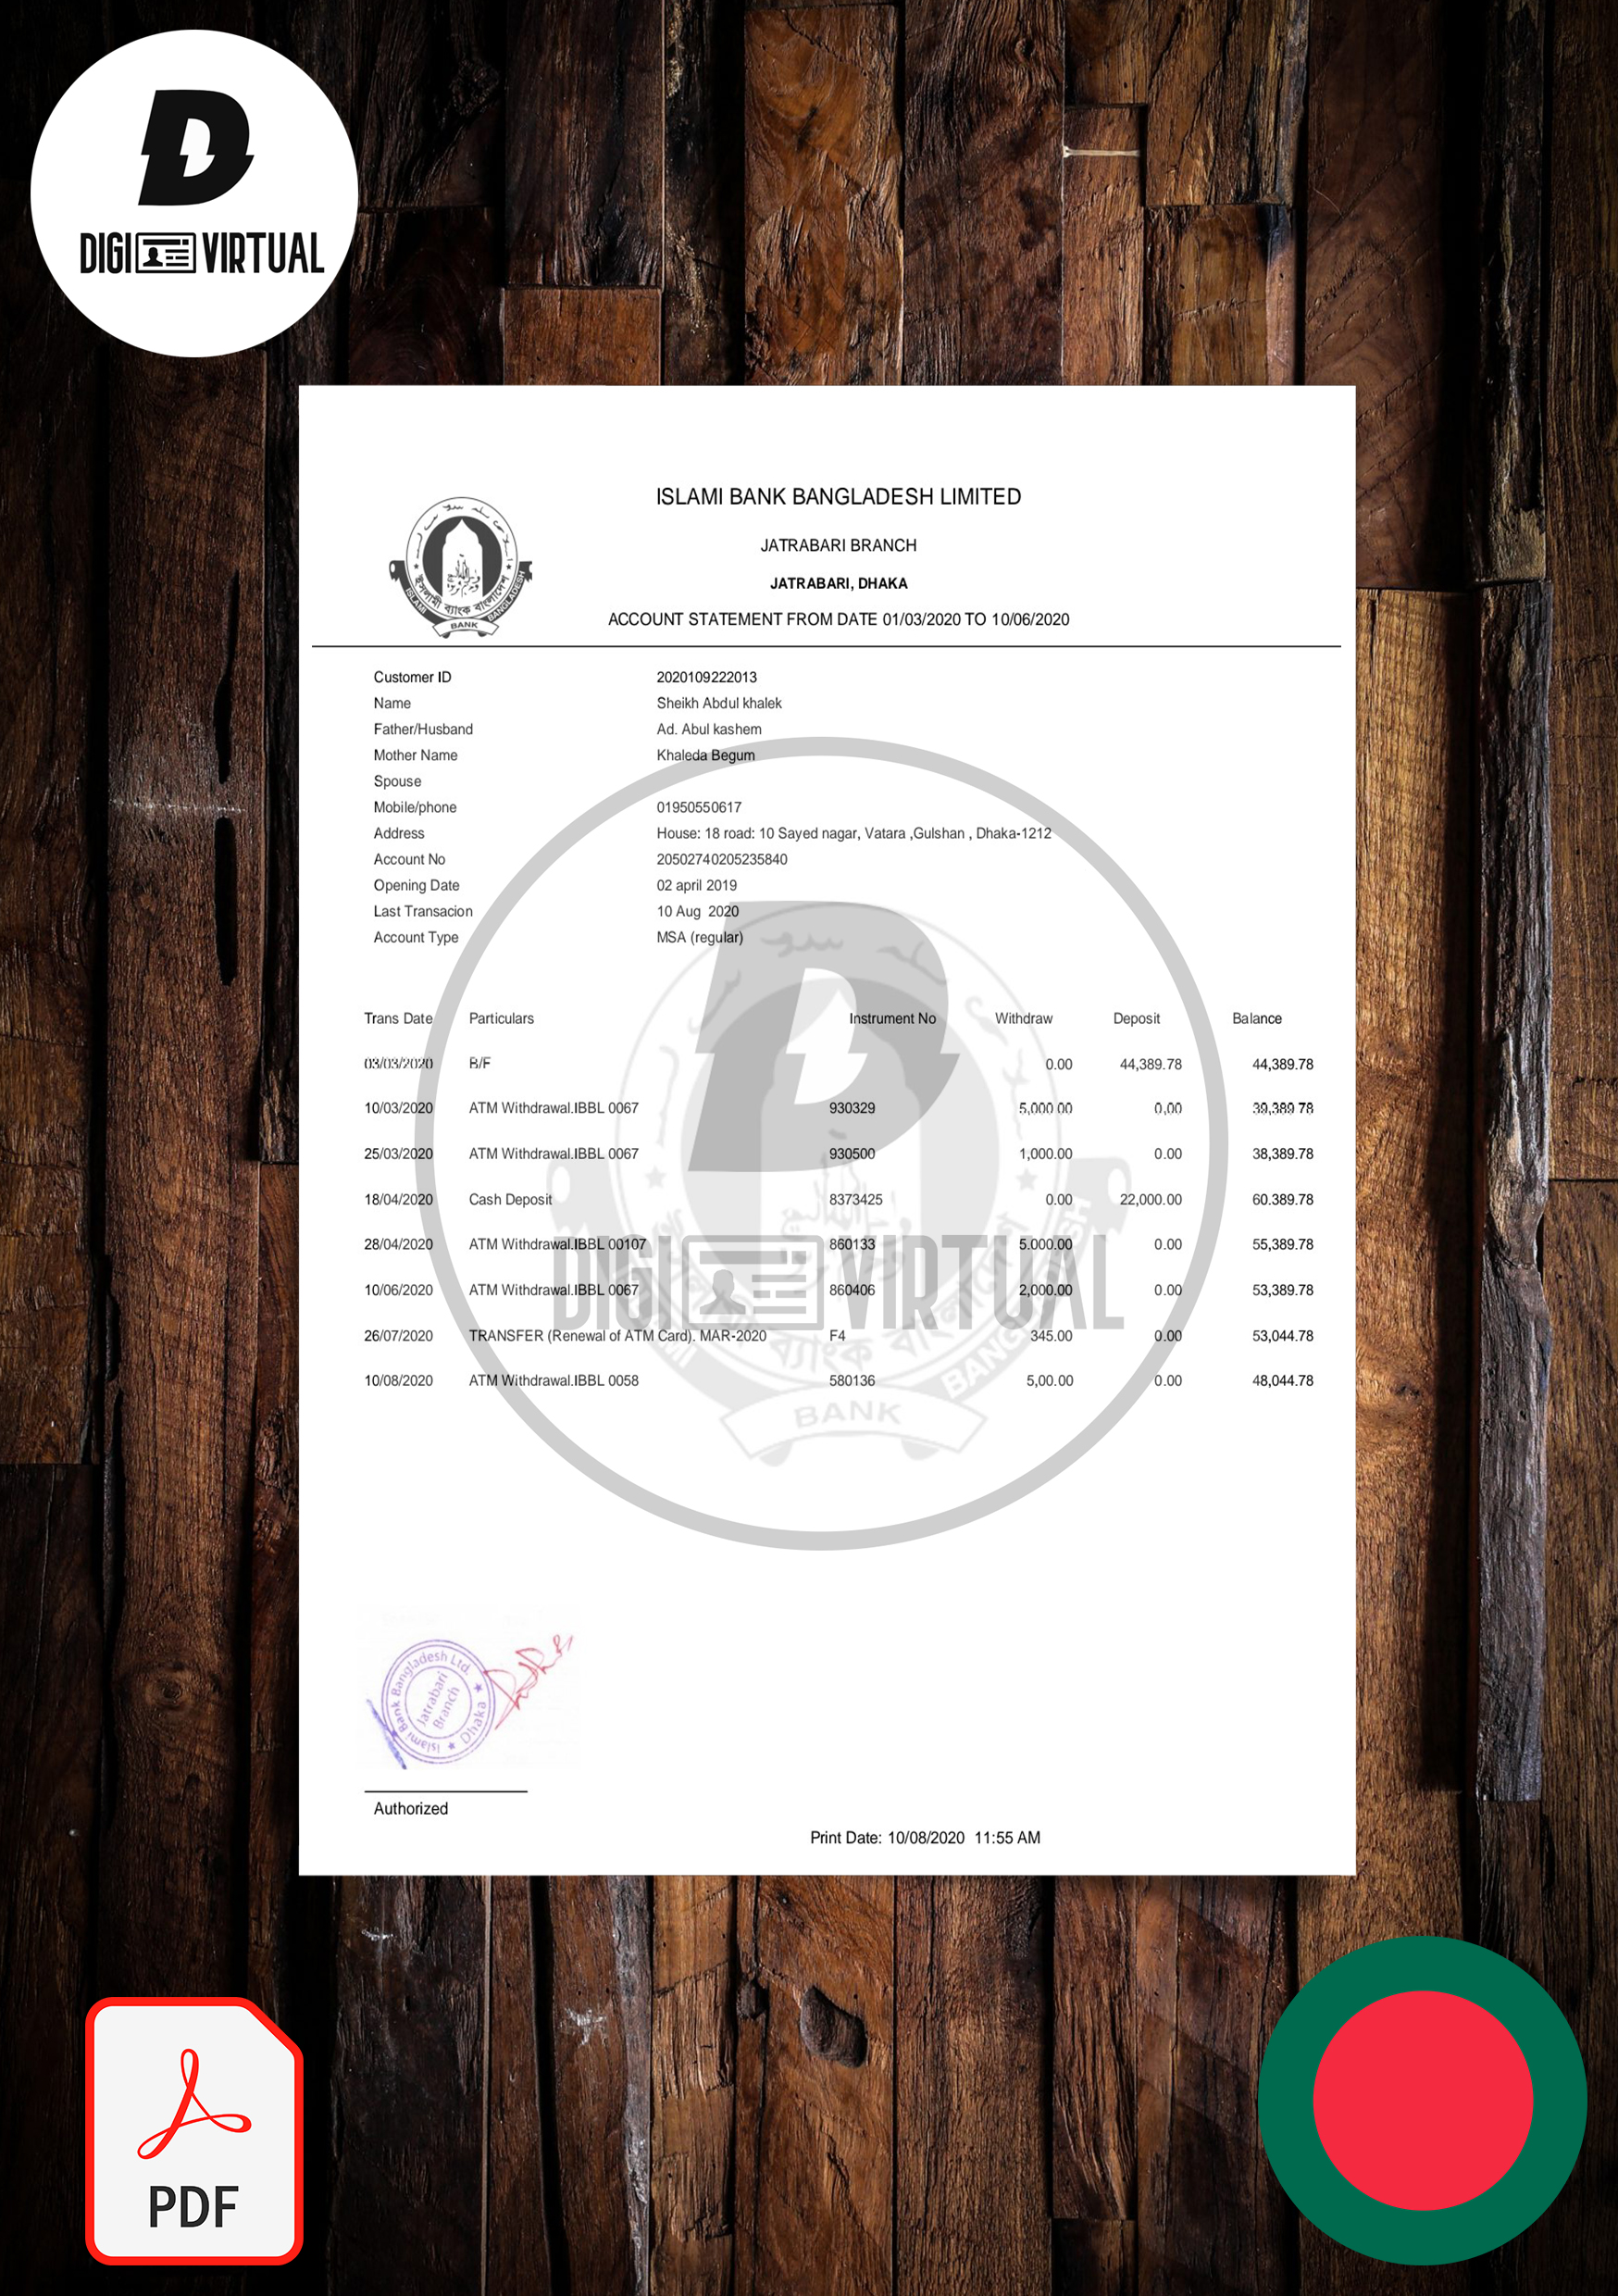 D
DIGI VIRTUAL
ISLAMI BANK BANGLADESH LIMITED
JATRABARI BRANCH
JATRABARI, DHAKA
ACCOUNT STATEMENT FROM DATE 01/03/2020 TO 10/06/2020
ইসলামী ব্যাংক বাংলাদেশ
ISLAMI BANK BANGLADESH
Customer ID 2020109222013
Name Sheikh Abdul khalek
Father/Husband Ad. Abul kashem
Mother Name Khaleda Begum
Spouse
Mobile/phone 01950550617
Address House: 18 road: 10 Sayed nagar, Vatara ,Gulshan , Dhaka-1212
Account No 20502740205235840
Opening Date 02 april 2019
Last Transacion 10 Aug 2020
Account Type MSA (regular)
Trans Date Particulars Instrument No Withdraw Deposit Balance
03/03/2020 B/F 0.00 44,389.78 44,389.78
10/03/2020 ATM Withdrawal.IBBL 0067 930329 5,000 00 0,00 39,389 78
25/03/2020 ATM Withdrawal.IBBL 0067 930500 1,000.00 0.00 38,389.78
18/04/2020 Cash Deposit 8373425 0.00 22,000.00 60.389.78
28/04/2020 ATM Withdrawal.IBBL 00107 860133 5.000.00 0.00 55,389.78
10/06/2020 ATM Withdrawal.IBBL 0067 860406 2,000.00 0.00 53,389.78
26/07/2020 TRANSFER (Renewal of ATM Card). MAR-2020 F4 345.00 0.00 53,044.78
10/08/2020 ATM Withdrawal.IBBL 0058 580136 5,00.00 0.00 48,044.78
D
DIGI VIRTUAL
ব্যাংক
BANK
Islami Bank Bangladesh Ltd.
Jatrabari
Branch
Dhaka
Authorized
Print Date: 10/08/2020 11:55 AM
PDF